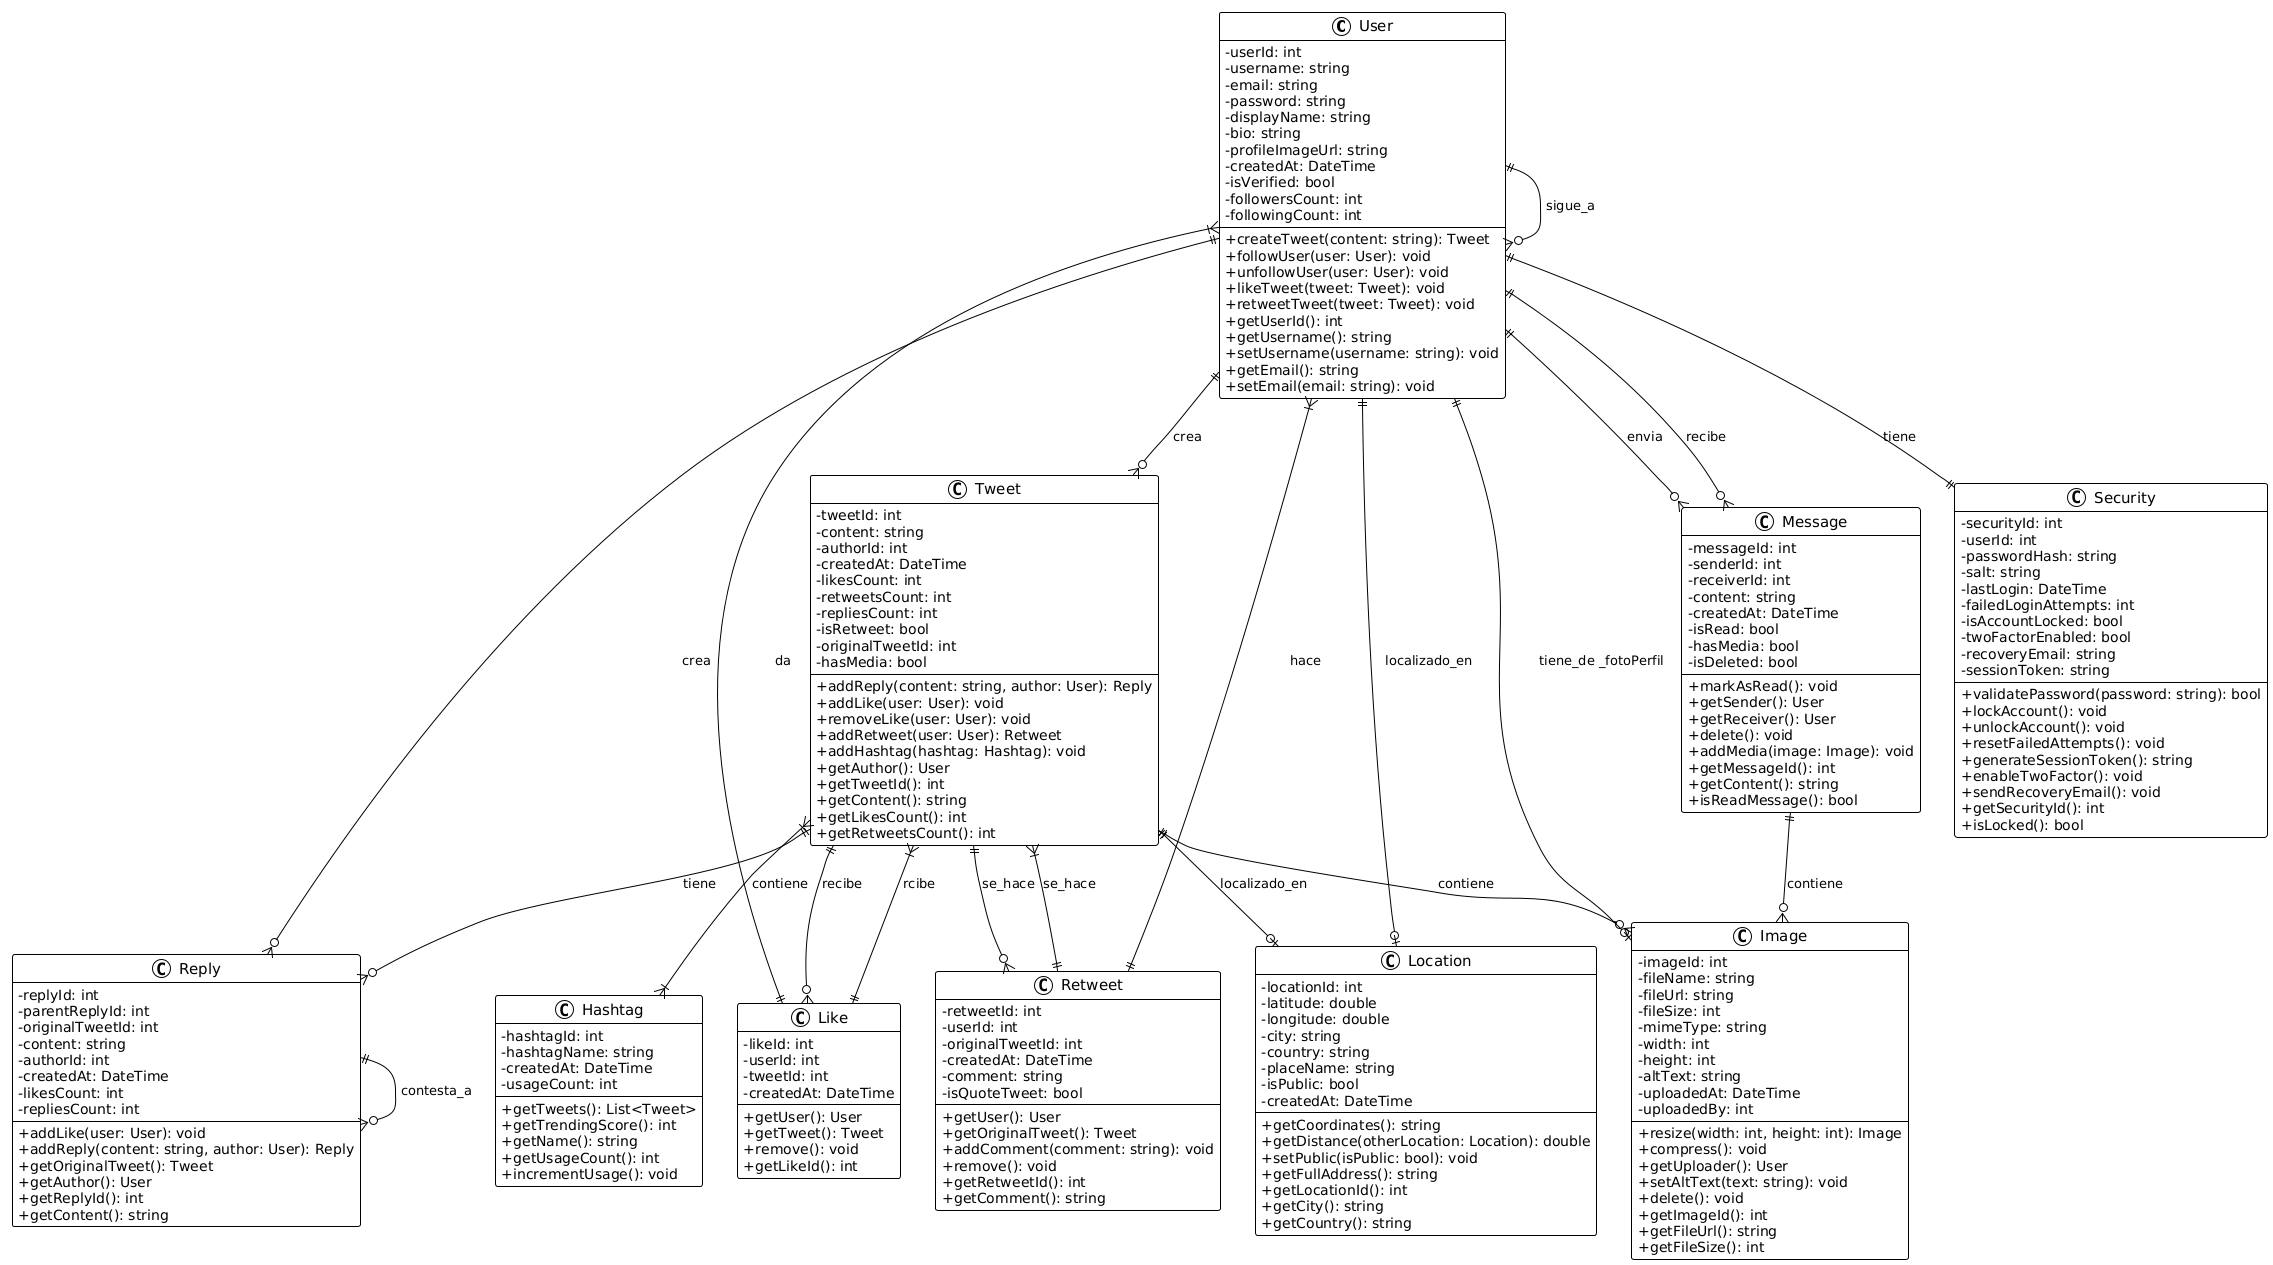 C User
-userId: int
-username: string
-email: string
-password: string
-displayName: string
-bio: string
-profileImageUrl: string
-createdAt: DateTime
-isVerified: bool
-followersCount: int
-followingCount: int
+createTweet(content: string): Tweet
+followUser(user: User): void
+unfollowUser(user: User): void
+likeTweet(tweet: Tweet): void
+retweetTweet(tweet: Tweet): void
+getUserId(): int
+getUsername(): string
+setUsername(username: string): void
+getEmail(): string
+setEmail(email: string): void
sigue_a
crea
envia
recibe
tiene
C Tweet
-tweetId: int
-content: string
-authorId: int
-createdAt: DateTime
-likesCount: int
-retweetsCount: int
-repliesCount: int
-isRetweet: bool
-originalTweetId: int
-hasMedia: bool
+addReply(content: string, author: User): Reply
+addLike(user: User): void
+removeLike(user: User): void
+addRetweet(user: User): Retweet
+addHashtag(hashtag: Hashtag): void
+getAuthor(): User
+getTweetId(): int
+getContent(): string
+getLikesCount(): int
+getRetweetsCount(): int
C Message
-messageId: int
-senderId: int
-receiverId: int
-content: string
-createdAt: DateTime
-isRead: bool
-hasMedia: bool
-isDeleted: bool
+markAsRead(): void
+getSender(): User
+getReceiver(): User
+delete(): void
+addMedia(image: Image): void
+getMessageId(): int
+getContent(): string
+isReadMessage(): bool
C Security
-securityId: int
-userId: int
-passwordHash: string
-salt: string
-lastLogin: DateTime
-failedLoginAttempts: int
-isAccountLocked: bool
-twoFactorEnabled: bool
-recoveryEmail: string
-sessionToken: string
+validatePassword(password: string): bool
+lockAccount(): void
+unlockAccount(): void
+resetFailedAttempts(): void
+generateSessionToken(): string
+enableTwoFactor(): void
+sendRecoveryEmail(): void
+getSecurityId(): int
+isLocked(): bool
crea
da
hace
localizado_en
tiene_de _fotoPerfil
tiene
contiene
recibe
rcibe
se_hace
se_hace
localizado_en
contiene
contiene
C Reply
-replyId: int
-parentReplyId: int
-originalTweetId: int
-content: string
-authorId: int
-createdAt: DateTime
-likesCount: int
-repliesCount: int
+addLike(user: User): void
+addReply(content: string, author: User): Reply
+getOriginalTweet(): Tweet
+getAuthor(): User
+getReplyId(): int
+getContent(): string
contesta_a
C Hashtag
-hashtagId: int
-hashtagName: string
-createdAt: DateTime
-usageCount: int
+getTweets(): List<Tweet>
+getTrendingScore(): int
+getName(): string
+getUsageCount(): int
+incrementUsage(): void
C Like
-likeId: int
-userId: int
-tweetId: int
-createdAt: DateTime
+getUser(): User
+getTweet(): Tweet
+remove(): void
+getLikeId(): int
C Retweet
-retweetId: int
-userId: int
-originalTweetId: int
-createdAt: DateTime
-comment: string
-isQuoteTweet: bool
+getUser(): User
+getOriginalTweet(): Tweet
+addComment(comment: string): void
+remove(): void
+getRetweetId(): int
+getComment(): string
C Location
-locationId: int
-latitude: double
-longitude: double
-city: string
-country: string
-placeName: string
-isPublic: bool
-createdAt: DateTime
+getCoordinates(): string
+getDistance(otherLocation: Location): double
+setPublic(isPublic: bool): void
+getFullAddress(): string
+getLocationId(): int
+getCity(): string
+getCountry(): string
C Image
-imageId: int
-fileName: string
-fileUrl: string
-fileSize: int
-mimeType: string
-width: int
-height: int
-altText: string
-uploadedAt: DateTime
-uploadedBy: int
+resize(width: int, height: int): Image
+compress(): void
+getUploader(): User
+setAltText(text: string): void
+delete(): void
+getImageId(): int
+getFileUrl(): string
+getFileSize(): int